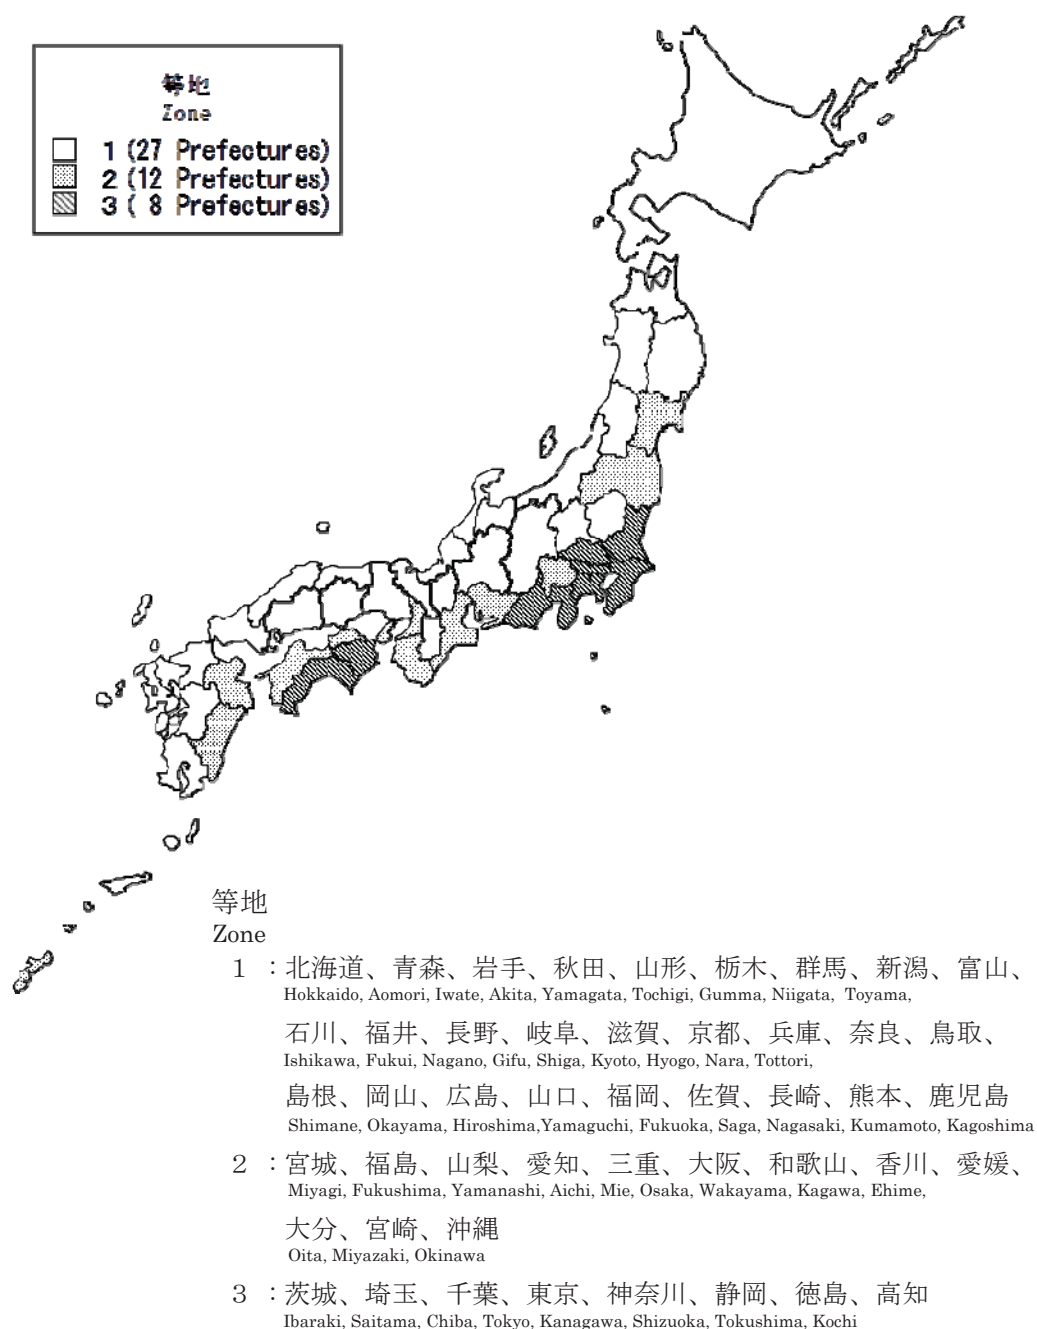 等地
Zone
1 (27 Prefectures)
2 (12 Prefectures)
3 ( 8 Prefectures)
等地
Zone
1 :北海道、青森、岩手、秋田、山形、栃木、群馬、新潟、富山、
Hokkaido, Aomori, Iwate, Akita, Yamagata, Tochigi, Gumma, Niigata, Toyama,
石川、福井、長野、岐阜、滋賀、京都、兵庫、奈良、鳥取、
Ishikawa, Fukui, Nagano, Gifu, Shiga, Kyoto, Hyogo, Nara, Tottori,
島根、岡山、広島、山口、福岡、佐賀、長崎、熊本、鹿児島
Shimane, Okayama, Hiroshima,Yamaguchi, Fukuoka, Saga, Nagasaki, Kumamoto, Kagoshima
2 :宮城、福島、山梨、愛知、三重、大阪、和歌山、香川、愛媛、
Miyagi, Fukushima, Yamanashi, Aichi, Mie, Osaka, Wakayama, Kagawa, Ehime,
大分、宮崎、沖縄
Oita, Miyazaki, Okinawa
3 :茨城、埼玉、千葉、東京、神奈川、静岡、徳島、高知
Ibaraki, Saitama, Chiba, Tokyo, Kanagawa, Shizuoka, Tokushima, Kochi